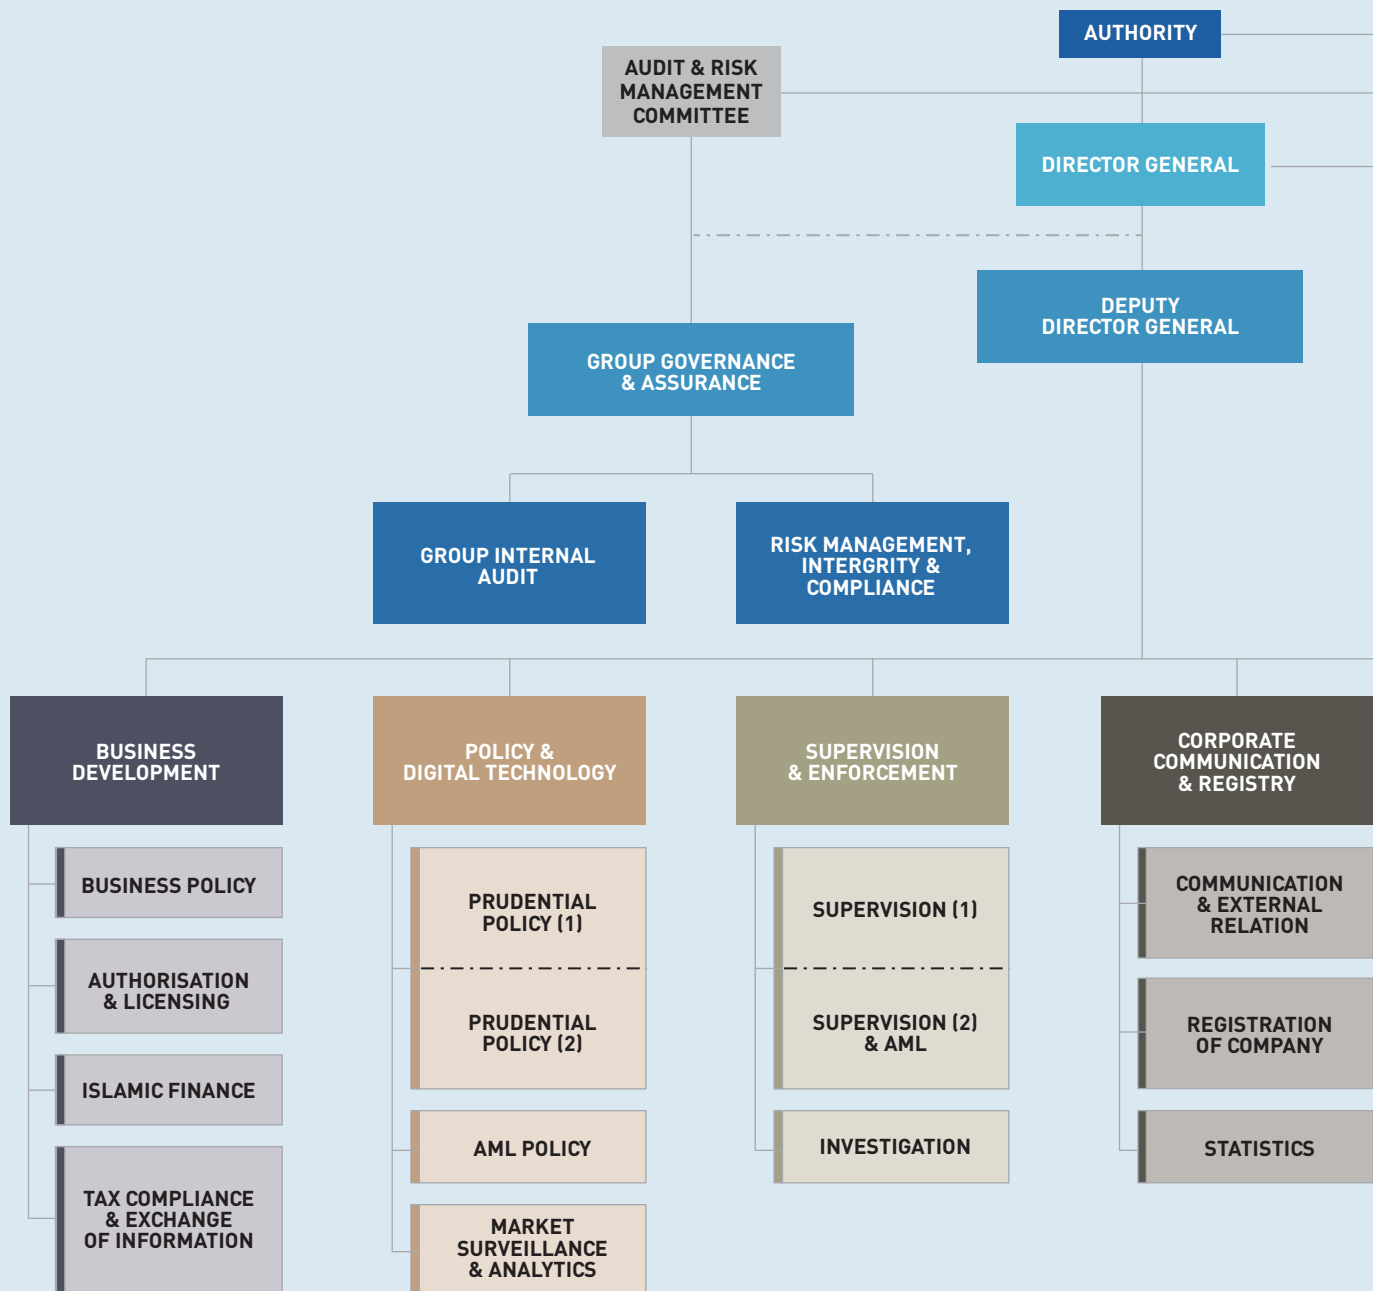 AUTHORITY
AUDIT & RISK
MANAGEMENT
COMMITTEE
DIRECTOR GENERAL
DEPUTY
DIRECTOR GENERAL
GROUP GOVERNANCE
& ASSURANCE
GROUP INTERNAL
AUDIT
RISK MANAGEMENT,
INTERGRITY &
COMPLIANCE
BUSINESS
DEVELOPMENT
BUSINESS POLICY
AUTHORISATION
& LICENSING
ISLAMIC FINANCE
TAX COMPLIANCE
& EXCHANGE
OF INFORMATION
POLICY &
DIGITAL TECHNOLOGY
PRUDENTIAL
POLICY (1)
PRUDENTIAL
POLICY (2)
AML POLICY
MARKET
SURVEILLANCE
& ANALYTICS
SUPERVISION
& ENFORCEMENT
SUPERVISION (1)
SUPERVISION (2)
& AML
INVESTIGATION
CORPORATE
COMMUNICATION
& REGISTRY
COMMUNICATION
& EXTERNAL
RELATION
REGISTRATION
OF COMPANY
STATISTICS